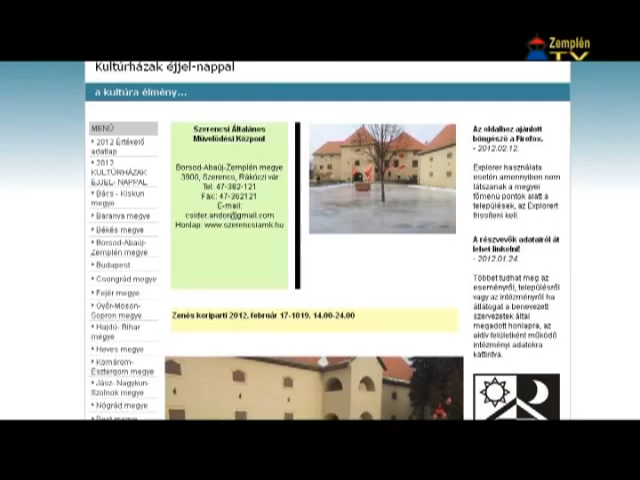 Zemplén
TV
Kultúrházak éjjel-nappal
a kultúra élmény...
MENÜ
2012 Értékelő
adatlap
2012
KULTÚRHÁZAK
ÉJJEL- NAPPAL
Bács - Kiskun
megye
Baranya megye
Békés megye
Borsod-Abaúj-
Zemplén megye
Budapest
Csongrád megye
Fejér megye
Győr-Moson-
Sopron megye
Hajdú- Bihar
megye
Heves megye
Komárom-
Esztergom megye
Jász- Nagykun-
Szolnok megye
Nógrád megye
Pest megye
Szerencsi Általános
Művelődési Központ
Borsod-Abaúj-Zemplén megye
3900, Szerencs, Rákóczi vár
Tel: 47-362-121
Fax: 47-262121
E-mail:
csider.andor@gmail.com
Honlap: www.szerencsiamk.hu
Zenés koriparti 2012. február 17-1819. 14.00-24.00
Az oldalhoz ajánlott
böngésző a Firefox.
- 2012.02.12.
Explorer használata
esetén amennyiben nem
látszanak a megyei
főmenü pontok alatt a
települések, az Explorert
frissíteni kell.
A részvevők adatairól át
lehet linkelni!
- 2012.01.24.
Többet tudhat meg az
eseményről, településről
vagy az intézményről ha
átlátogat a benevezett
szervezetek által
megadott honlapra, az
aktív felületként működő
intézményi adatokra
kattintva.